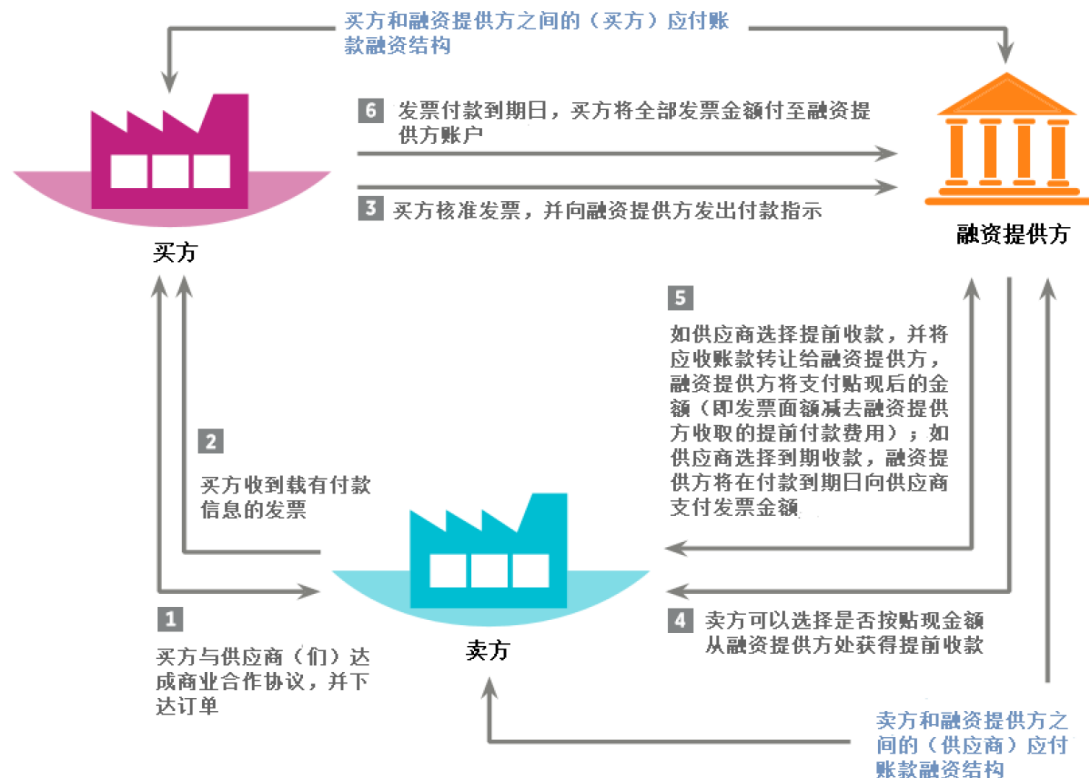 买方和融资提供方之间的（买方）应付账
款融资结构
6 发票付款到期日，买方将全部发票金额付至融资提
供方账户
3 买方核准发票，并向融资提供方发出付款指示
买方
融资提供方
5
如供应商选择提前收款，并将
应收账款转让给融资提供方，
融资提供方将支付贴现后的金
额（即发票面额减去融资提供
方收取的提前付款费用）；如
供应商选择到期收款，融资提供
方将在付款到期日向供应商
支付发票金额
2
买方收到载有付款
信息的发票
1
买方与供应商（们）达
成商业合作协议，并下
达订单
卖方
4 卖方可以选择是否按贴现金额
从融资提供方处获得提前收款
卖方和融资提供方之
间的（供应商）应付
账款融资结构